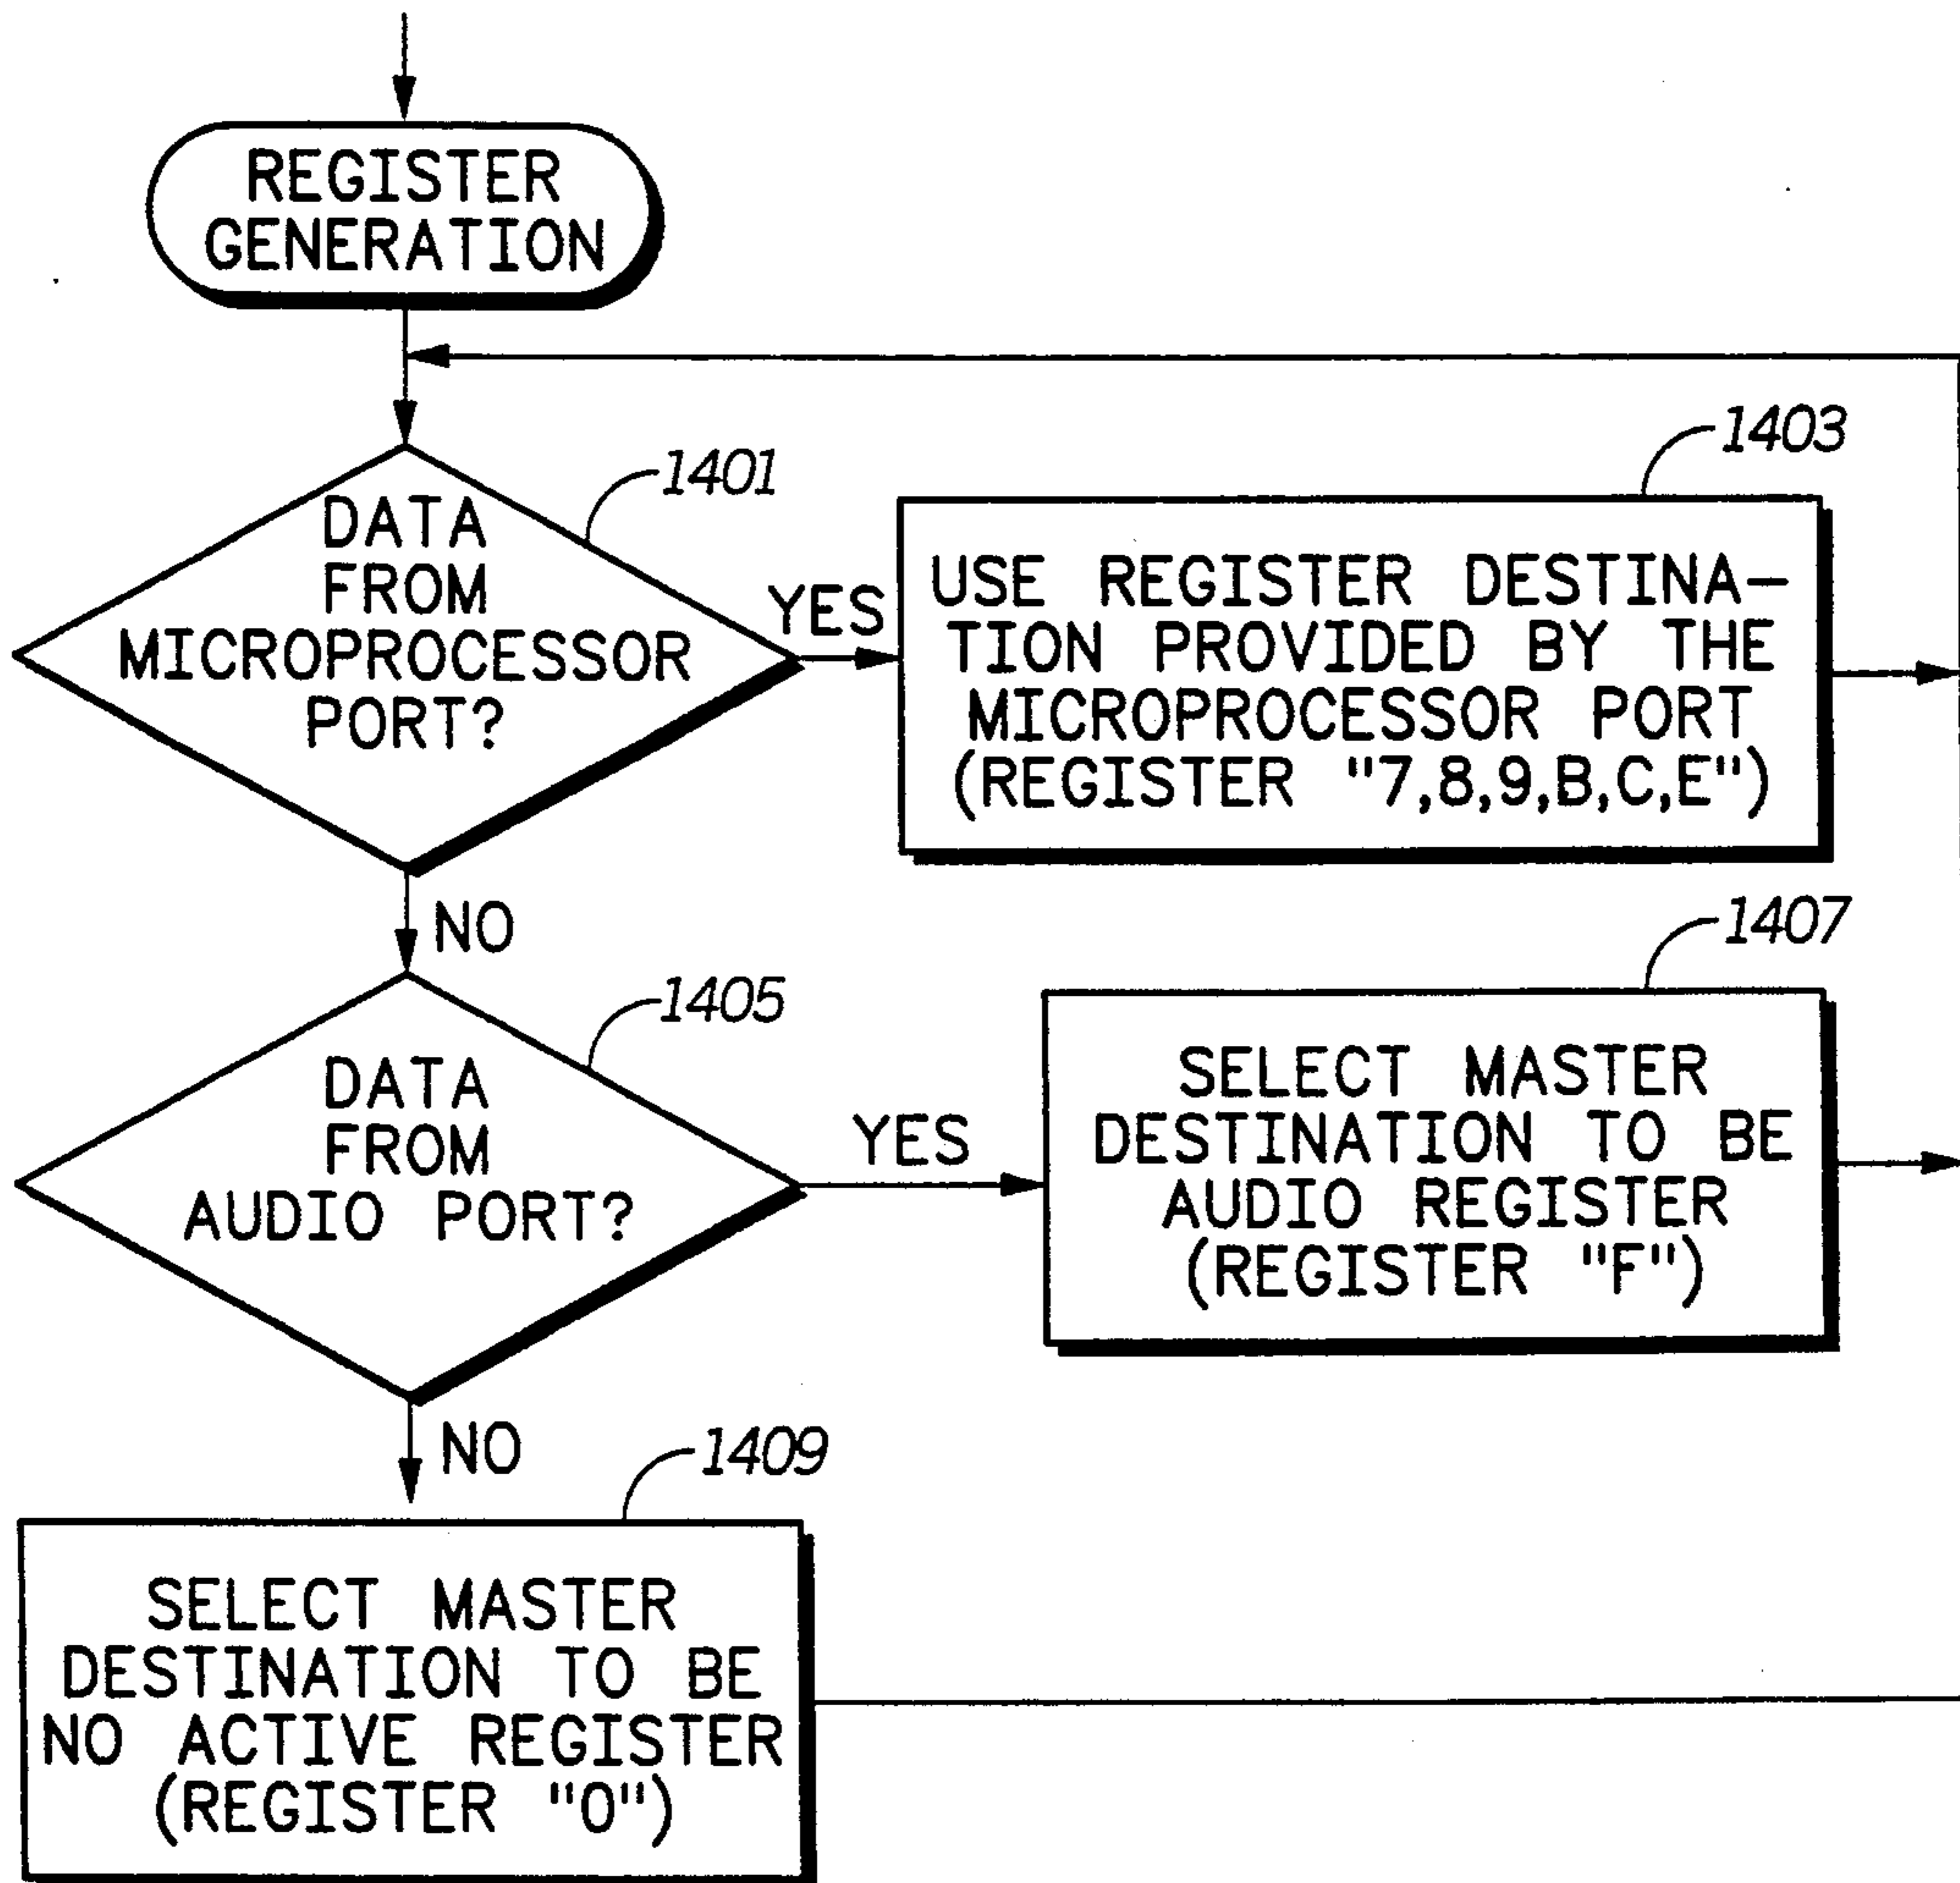 REGISTER
GENERATION
1401
DATA
FROM
MICROPROCESSOR
PORT?
YES
1403
USE REGISTER DESTINA-
TION PROVIDED BY THE
MICROPROCESSOR PORT
(REGISTER "7,8,9,B,C,E")
NO
1405
DATA
FROM
AUDIO PORT?
YES
1407
SELECT MASTER
DESTINATION TO BE
AUDIO REGISTER
(REGISTER "F")
NO
1409
SELECT MASTER
DESTINATION TO BE
NO ACTIVE REGISTER
(REGISTER "0")